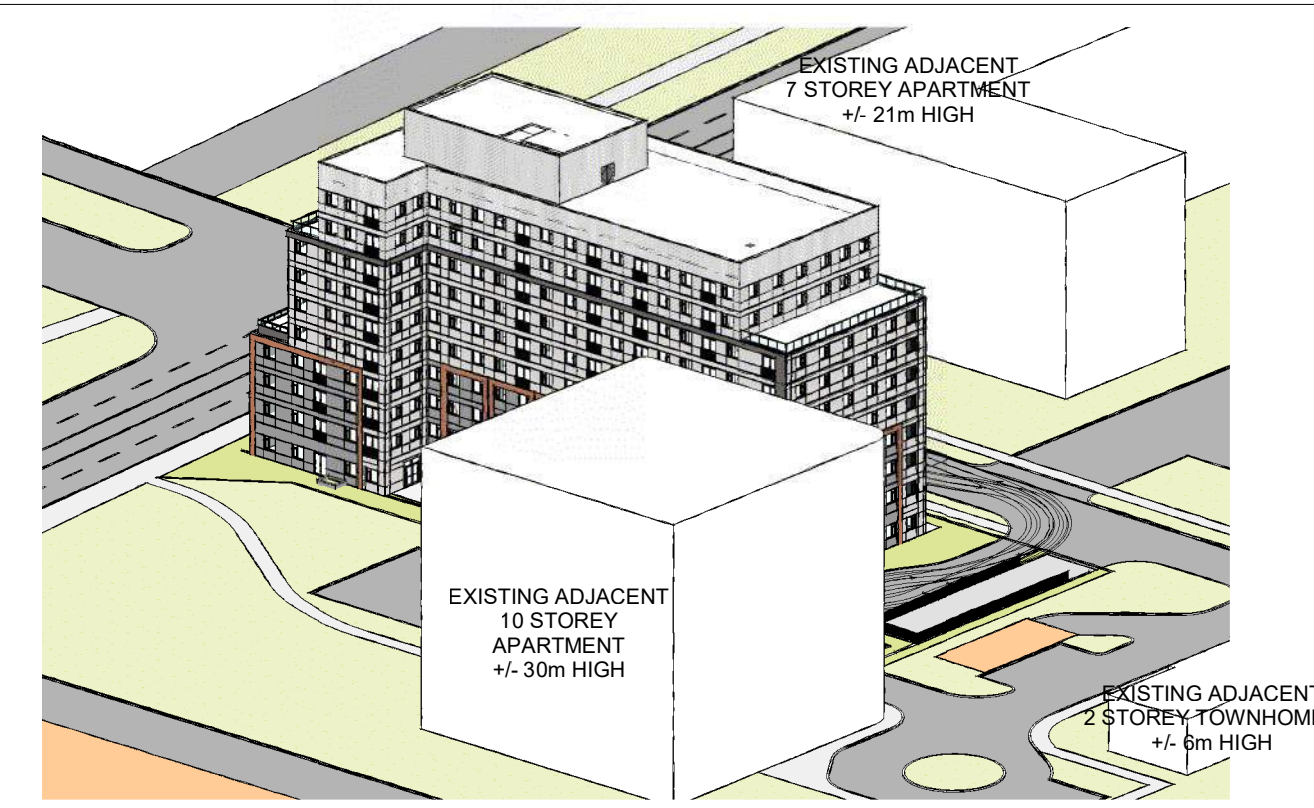 EXISTING ADJACENT
7 STOREY APARTMENT
+/- 21m HIGH
EXISTING ADJACENT
10 STOREY
APARTMENT
+/- 30m HIGH
EXISTING ADJACENT
2 STOREY TOWNHOME
+/- 6m HIGH